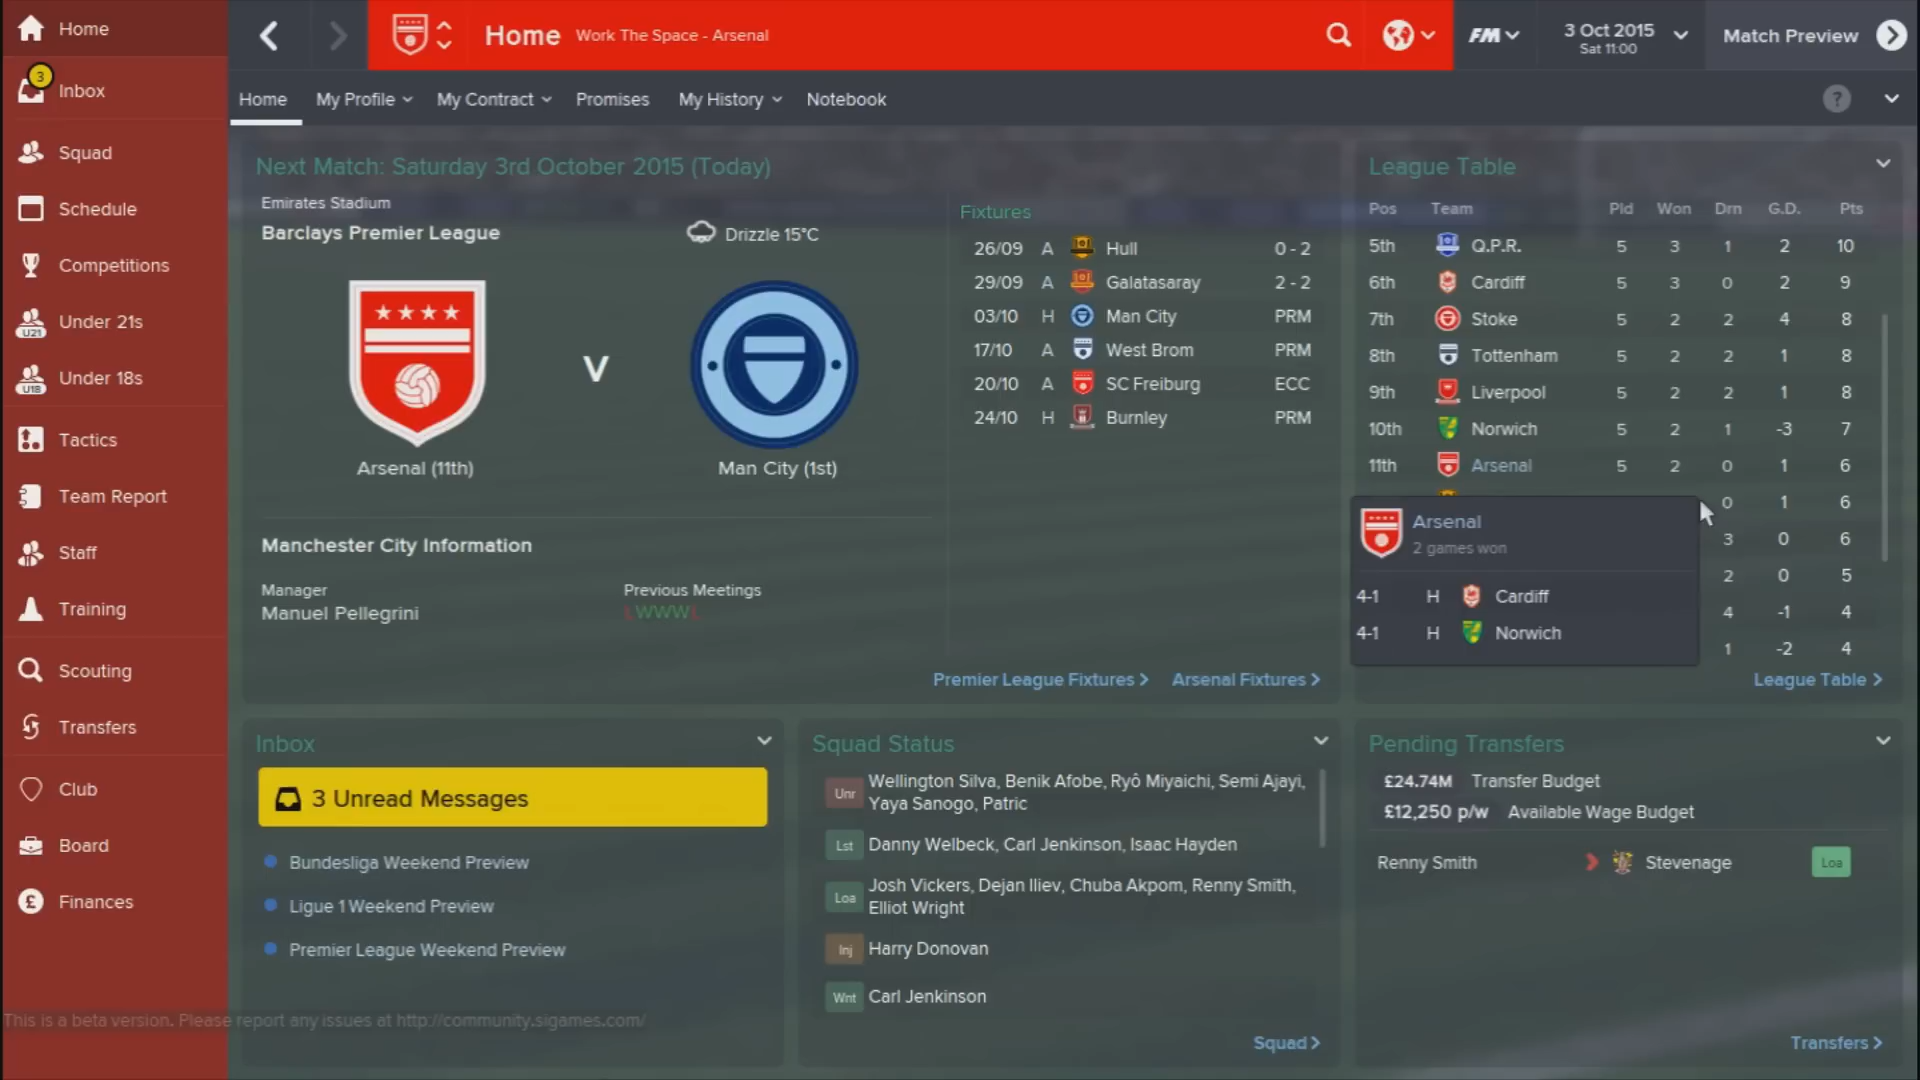 Home
3
Inbox
Squad
Schedule
Competitions
U21
Under 21s
U18
Under 18s
Tactics
Team Report
Staff
Training
Scouting
Transfers
Club
Board
£
Finances
Home Work The Space - Arsenal
FM
3 Oct 2015
Sat 11:00
Match Preview
Home My Profile My Contract Promises My History Notebook
?
Next Match: Saturday 3rd October 2015 (Today)
Emirates Stadium
Barclays Premier League
Drizzle 15°C
V
Arsenal (11th) Man City (1st)
Manchester City Information
Manager
Manuel Pellegrini
Previous Meetings
LWWWL
Fixtures
26/09 A Hull 0 - 2
29/09 A Galatasaray 2 - 2
03/10 H Man City PRM
17/10 A West Brom PRM
20/10 A SC Freiburg ECC
24/10 H Burnley PRM
Premier League Fixtures > Arsenal Fixtures >
League Table
Pos Team Pld Won Drn G.D. Pts
5th Q.P.R. 5 3 1 2 10
6th Cardiff 5 3 0 2 9
7th Stoke 5 2 2 4 8
8th Tottenham 5 2 2 1 8
9th Liverpool 5 2 2 1 8
10th Norwich 5 2 1 -3 7
11th Arsenal 5 2 0 1 6
0 1 6
3 0 6
2 0 5
4 -1 4
1 -2 4
Arsenal
2 games won
4-1 H Cardiff
4-1 H Norwich
League Table >
Inbox
3 Unread Messages
Bundesliga Weekend Preview
Ligue 1 Weekend Preview
Premier League Weekend Preview
Squad Status
Unr Wellington Silva, Benik Afobe, Ryô Miyaichi, Semi Ajayi,
Yaya Sanogo, Patric
Lst Danny Welbeck, Carl Jenkinson, Isaac Hayden
Loa Josh Vickers, Dejan Iliev, Chuba Akpom, Renny Smith,
Elliot Wright
Inj Harry Donovan
Wnt Carl Jenkinson
Squad >
Pending Transfers
£24.74M Transfer Budget
£12,250 p/w Available Wage Budget
Renny Smith Stevenage Loa
Transfers >
This is a beta version. Please report any issues at http://community.sigames.com/